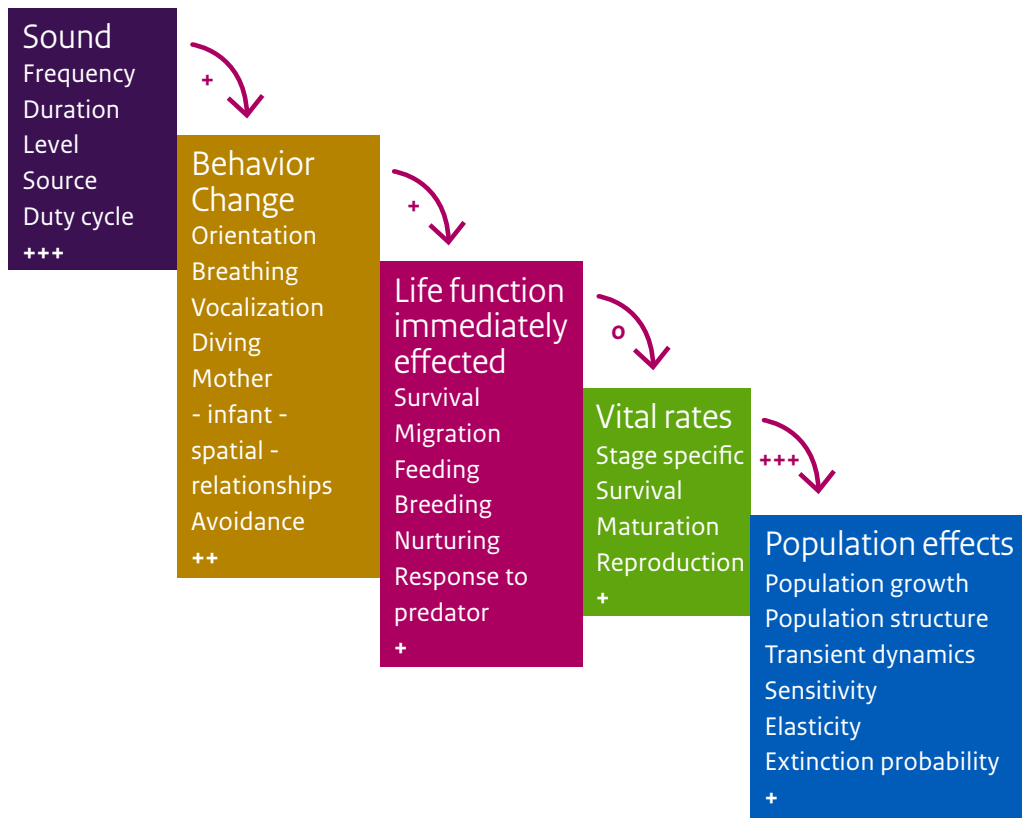 Sound
Frequency
Duration
Level
Source
Duty cycle
+++
+
Behavior
Change
Orientation
Breathing
Vocalization
Diving
Mother
- infant -
spatial -
relationships
Avoidance
++
+
Life function
immediately
effected
Survival
Migration
Feeding
Breeding
Nurturing
Response to
predator
+
o
Vital rates
Stage specific
Survival
Maturation
Reproduction
+
+++
Population effects
Population growth
Population structure
Transient dynamics
Sensitivity
Elasticity
Extinction probability
+